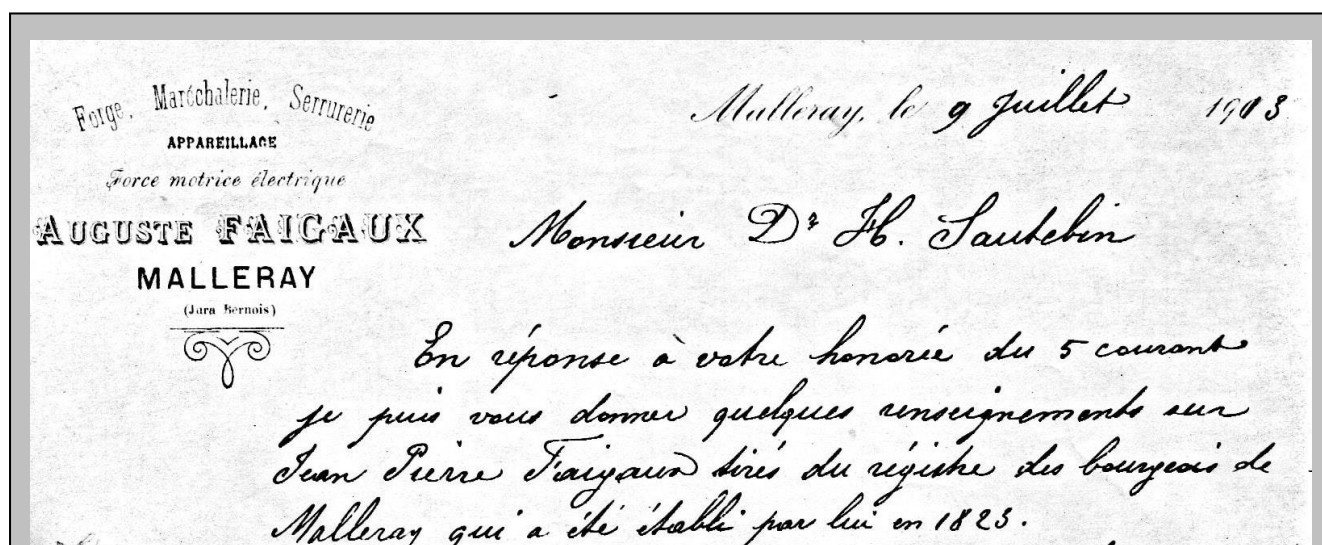 Forge, Maréchalerie, Serrurerie
APPAREILLAGE
Force motrice électrique
AUGUSTE FAIGAUX
MALLERAY
(Jura Bernois)
Malleray, le 9 Juillet 1903
Monsieur Dr H. Sautebin
En réponse à votre honorée du 5 courant
je puis vous donner quelques renseignements sur
Jean Pierre Faigaux tirés du régistre des bourgeois de
Malleray qui a été établi par lui en 1823.